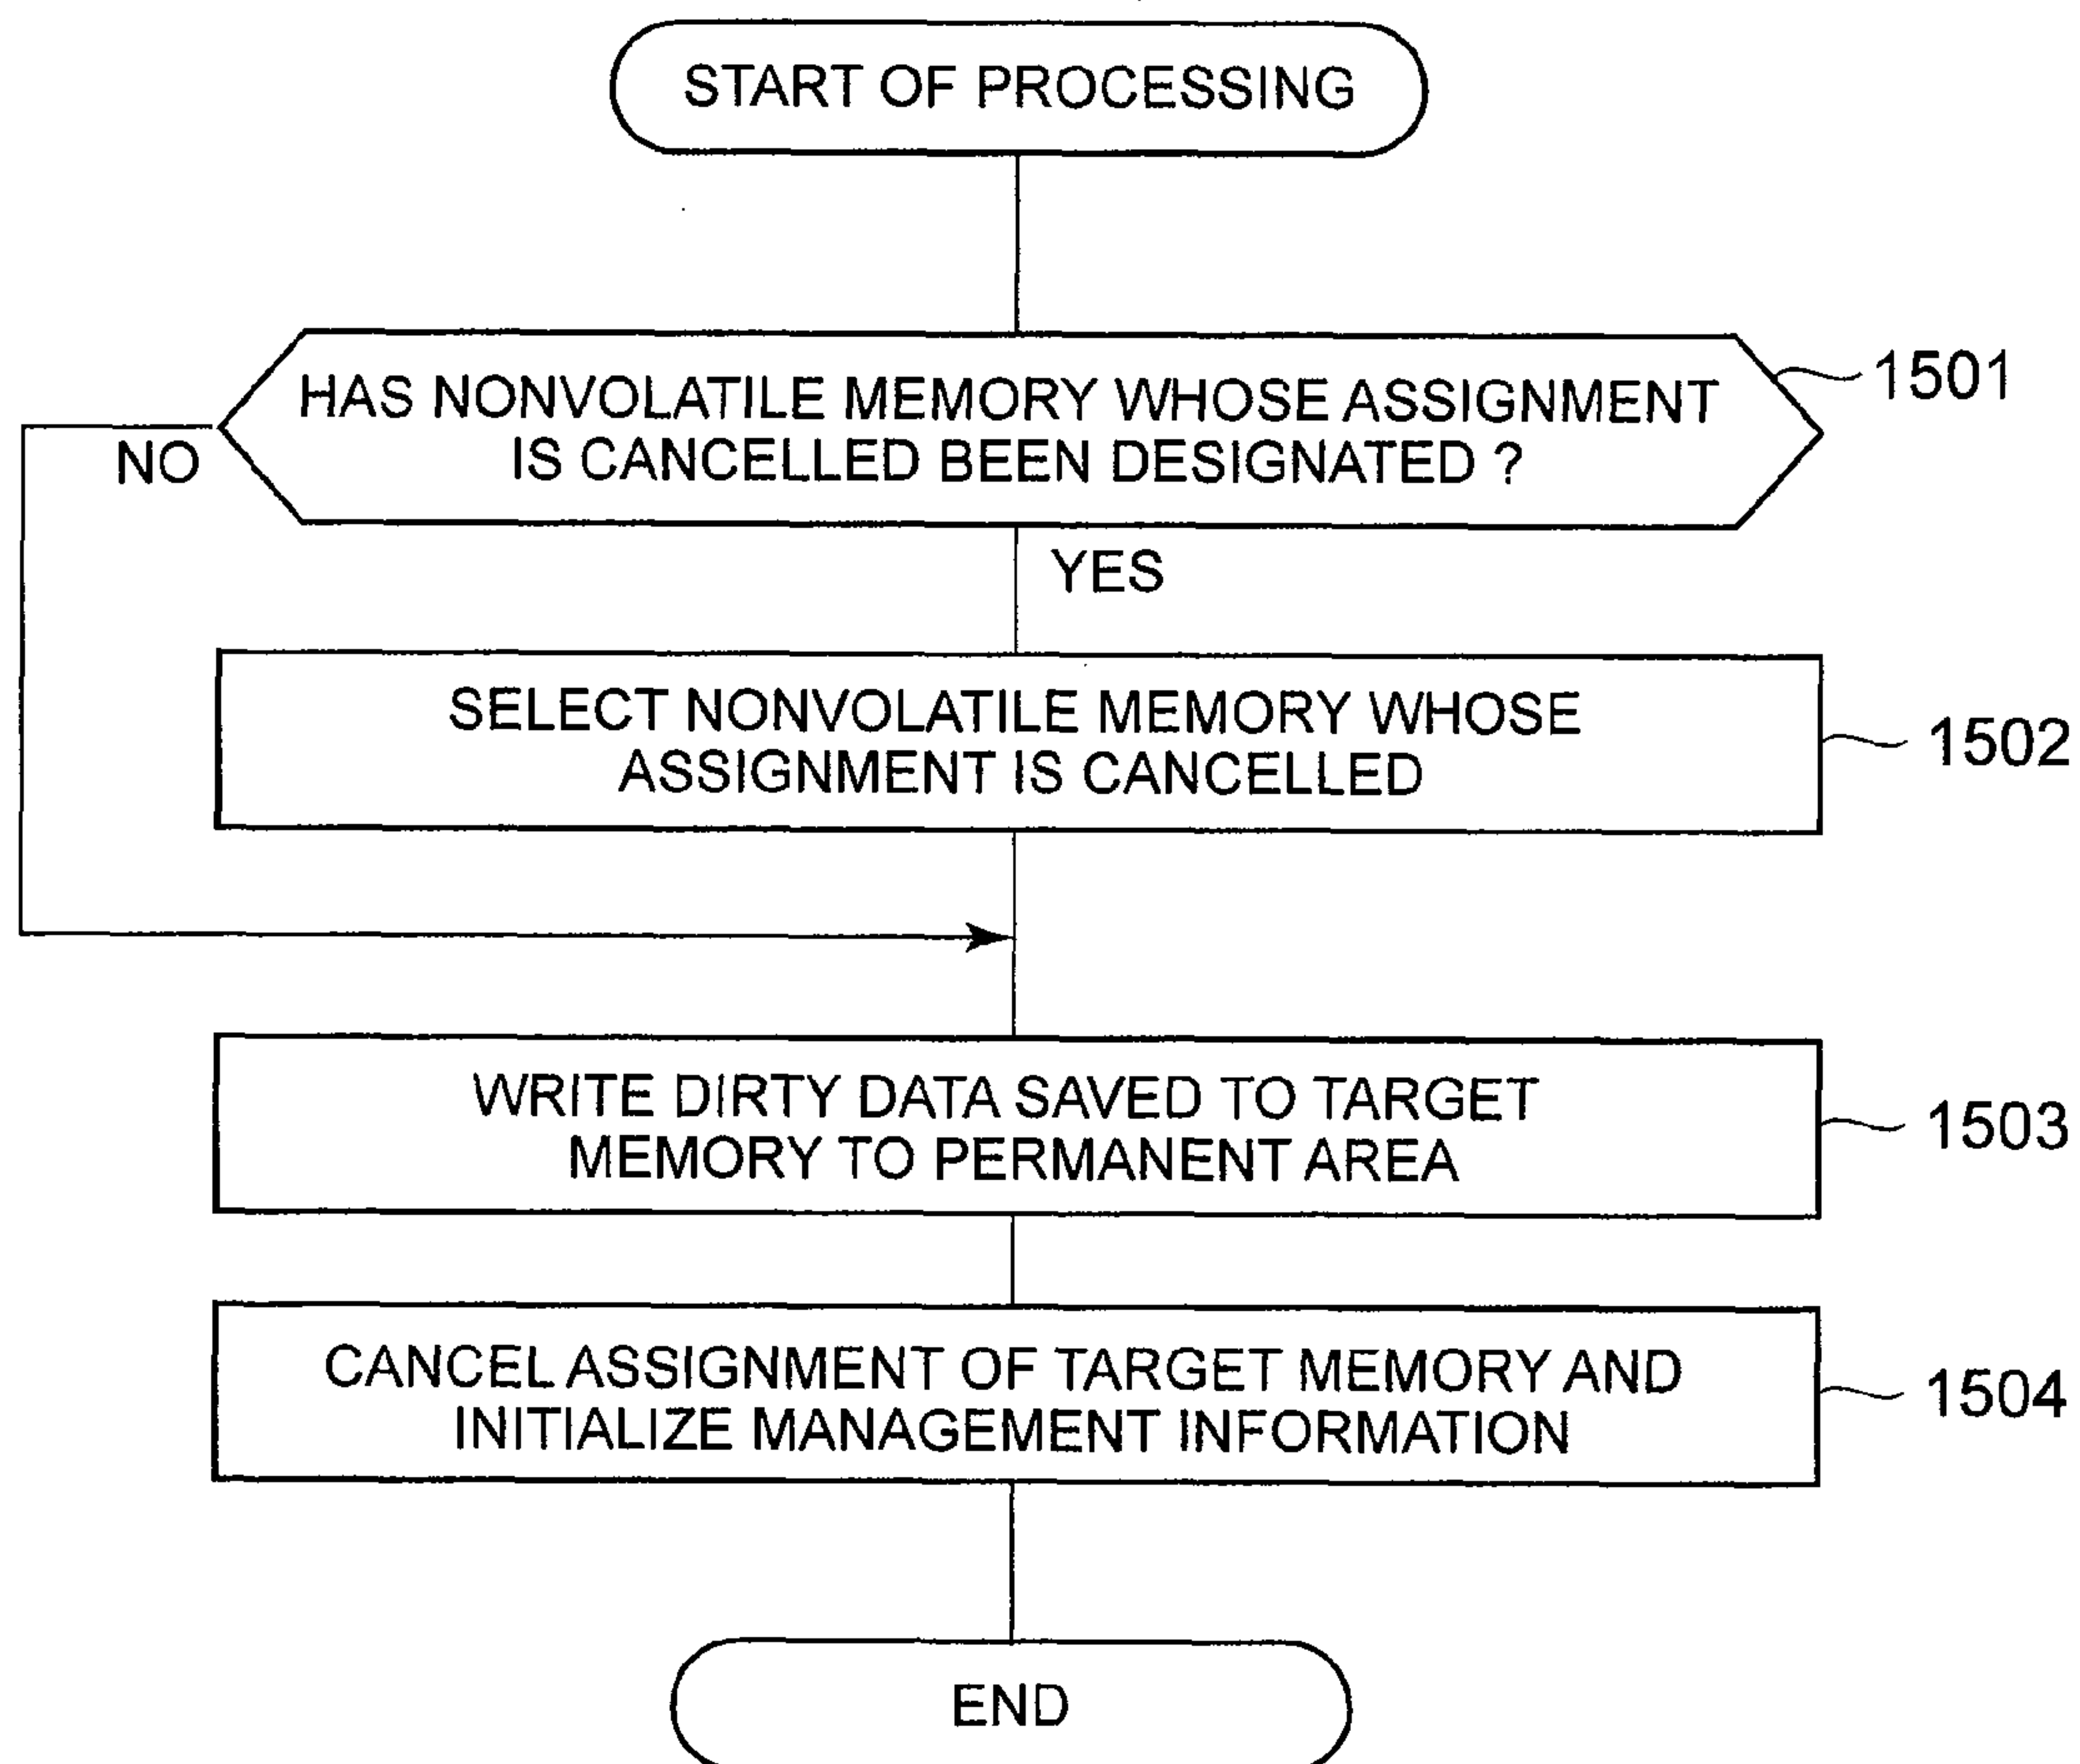 START OF PROCESSING
HAS NONVOLATILE MEMORY WHOSE ASSIGNMENT
IS CANCELLED BEEN DESIGNATED ?
1501
NO
YES
SELECT NONVOLATILE MEMORY WHOSE
ASSIGNMENT IS CANCELLED
1502
WRITE DIRTY DATA SAVED TO TARGET
MEMORY TO PERMANENT AREA
1503
CANCEL ASSIGNMENT OF TARGET MEMORY AND
INITIALIZE MANAGEMENT INFORMATION
1504
END